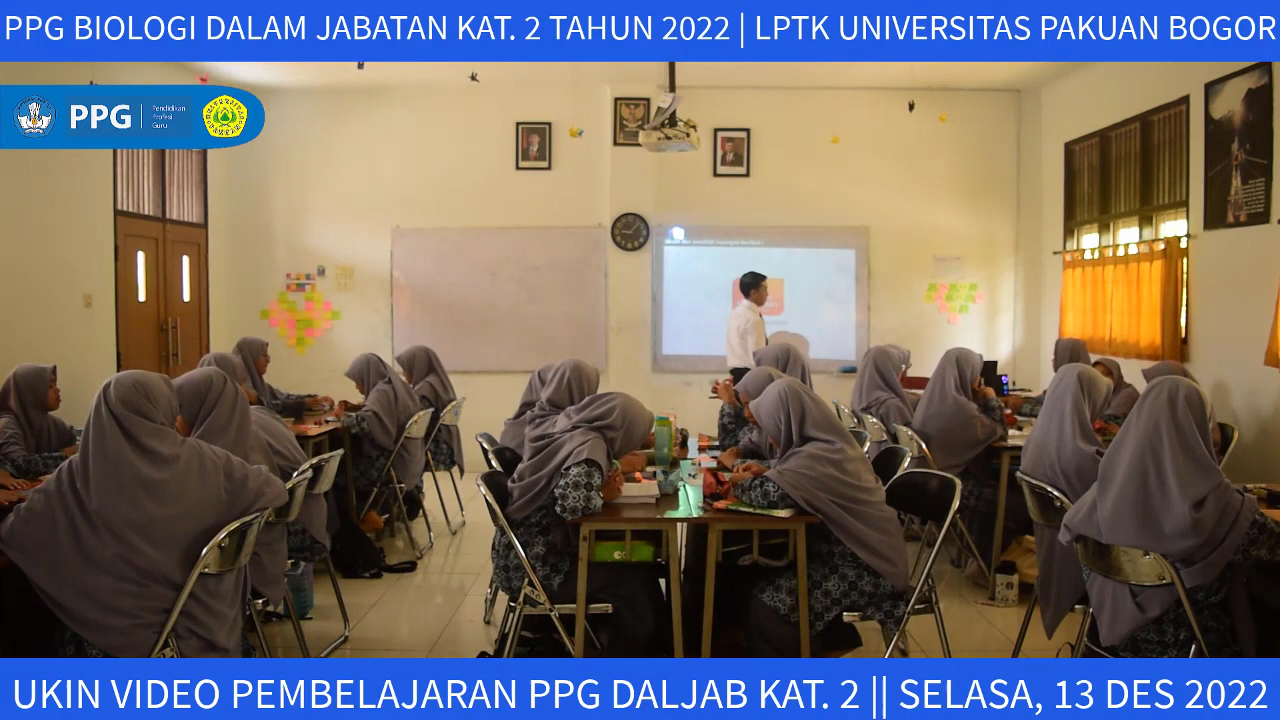 PPG BIOLOGI DALAM JABATAN KAT. 2 TAHUN 2022 | LPTK UNIVERSITAS PAKUAN BOGOR
PPG
Pendidikan
Profesi
Guru
UKIN VIDEO PEMBELAJARAN PPG DALJAB KAT. 2 || SELASA, 13 DES 2022